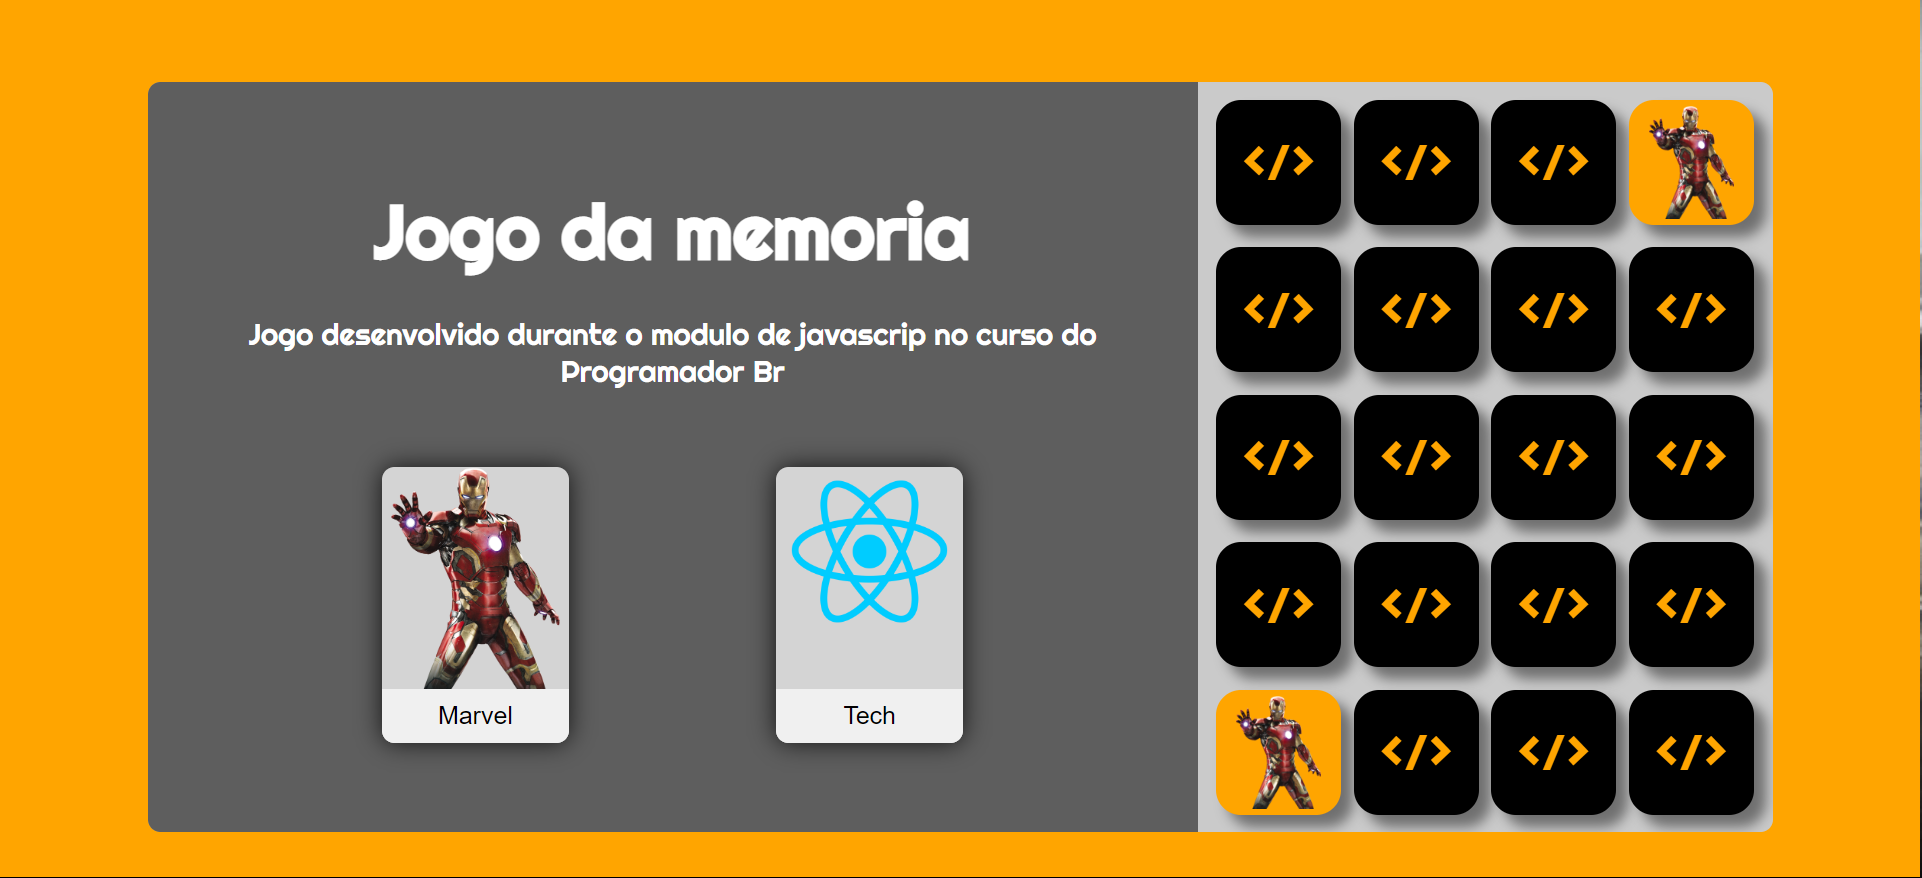 Jogo da memoria
Jogo desenvolvido durante o modulo de javascrip no curso do
Programador Br
Marvel
Tech
</> </> </>
</> </> </> </>
</> </> </> </>
</> </> </> </>
</> </> </>